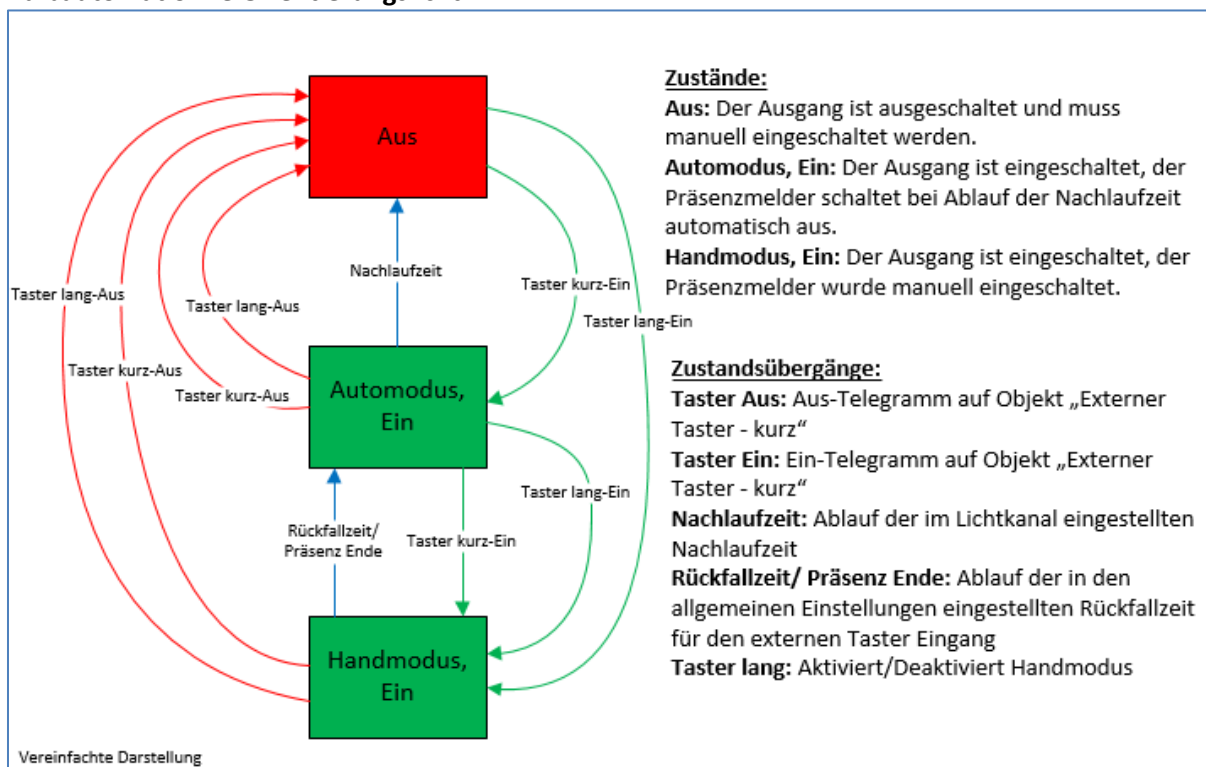 Aus
Nachlaufzeit
Taster lang-Aus
Taster lang-Aus
Taster kurz-Ein
Taster lang-Ein
Taster kurz-Aus
Taster kurz-Aus
Automodus,
Ein
Taster lang-Ein
Rückfallzeit/
Präsenz Ende
Taster kurz-Ein
Handmodus,
Ein
Vereinfachte Darstellung
Zustände:
Aus: Der Ausgang ist ausgeschaltet und muss
manuell eingeschaltet werden.
Automodus, Ein: Der Ausgang ist eingeschaltet, der
Präsenzmelder schaltet bei Ablauf der Nachlaufzeit
automatisch aus.
Handmodus, Ein: Der Ausgang ist eingeschaltet, der
Präsenzmelder wurde manuell eingeschaltet.
Zustandsübergänge:
Taster Aus: Aus-Telegramm auf Objekt „Externer
Taster - kurz“
Taster Ein: Ein-Telegramm auf Objekt „Externer
Taster - kurz“
Nachlaufzeit: Ablauf der im Lichtkanal eingestellten
Nachlaufzeit
Rückfallzeit/ Präsenz Ende: Ablauf der in den
allgemeinen Einstellungen eingestellten Rückfallzeit
für den externen Taster Eingang
Taster lang: Aktiviert/Deaktiviert Handmodus